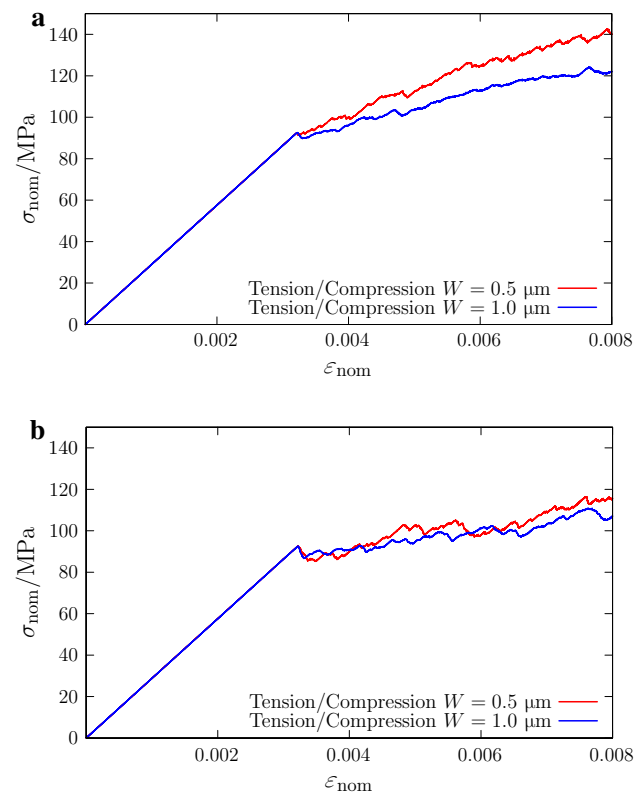 a
140
120
100
80
60
40
20
0
σnom/MPa
Tension/Compression W = 0.5 μm
Tension/Compression W = 1.0 μm
0.002 0.004 0.006 0.008
εnom
b
140
120
100
80
60
40
20
0
σnom/MPa
Tension/Compression W = 0.5 μm
Tension/Compression W = 1.0 μm
0.002 0.004 0.006 0.008
εnom